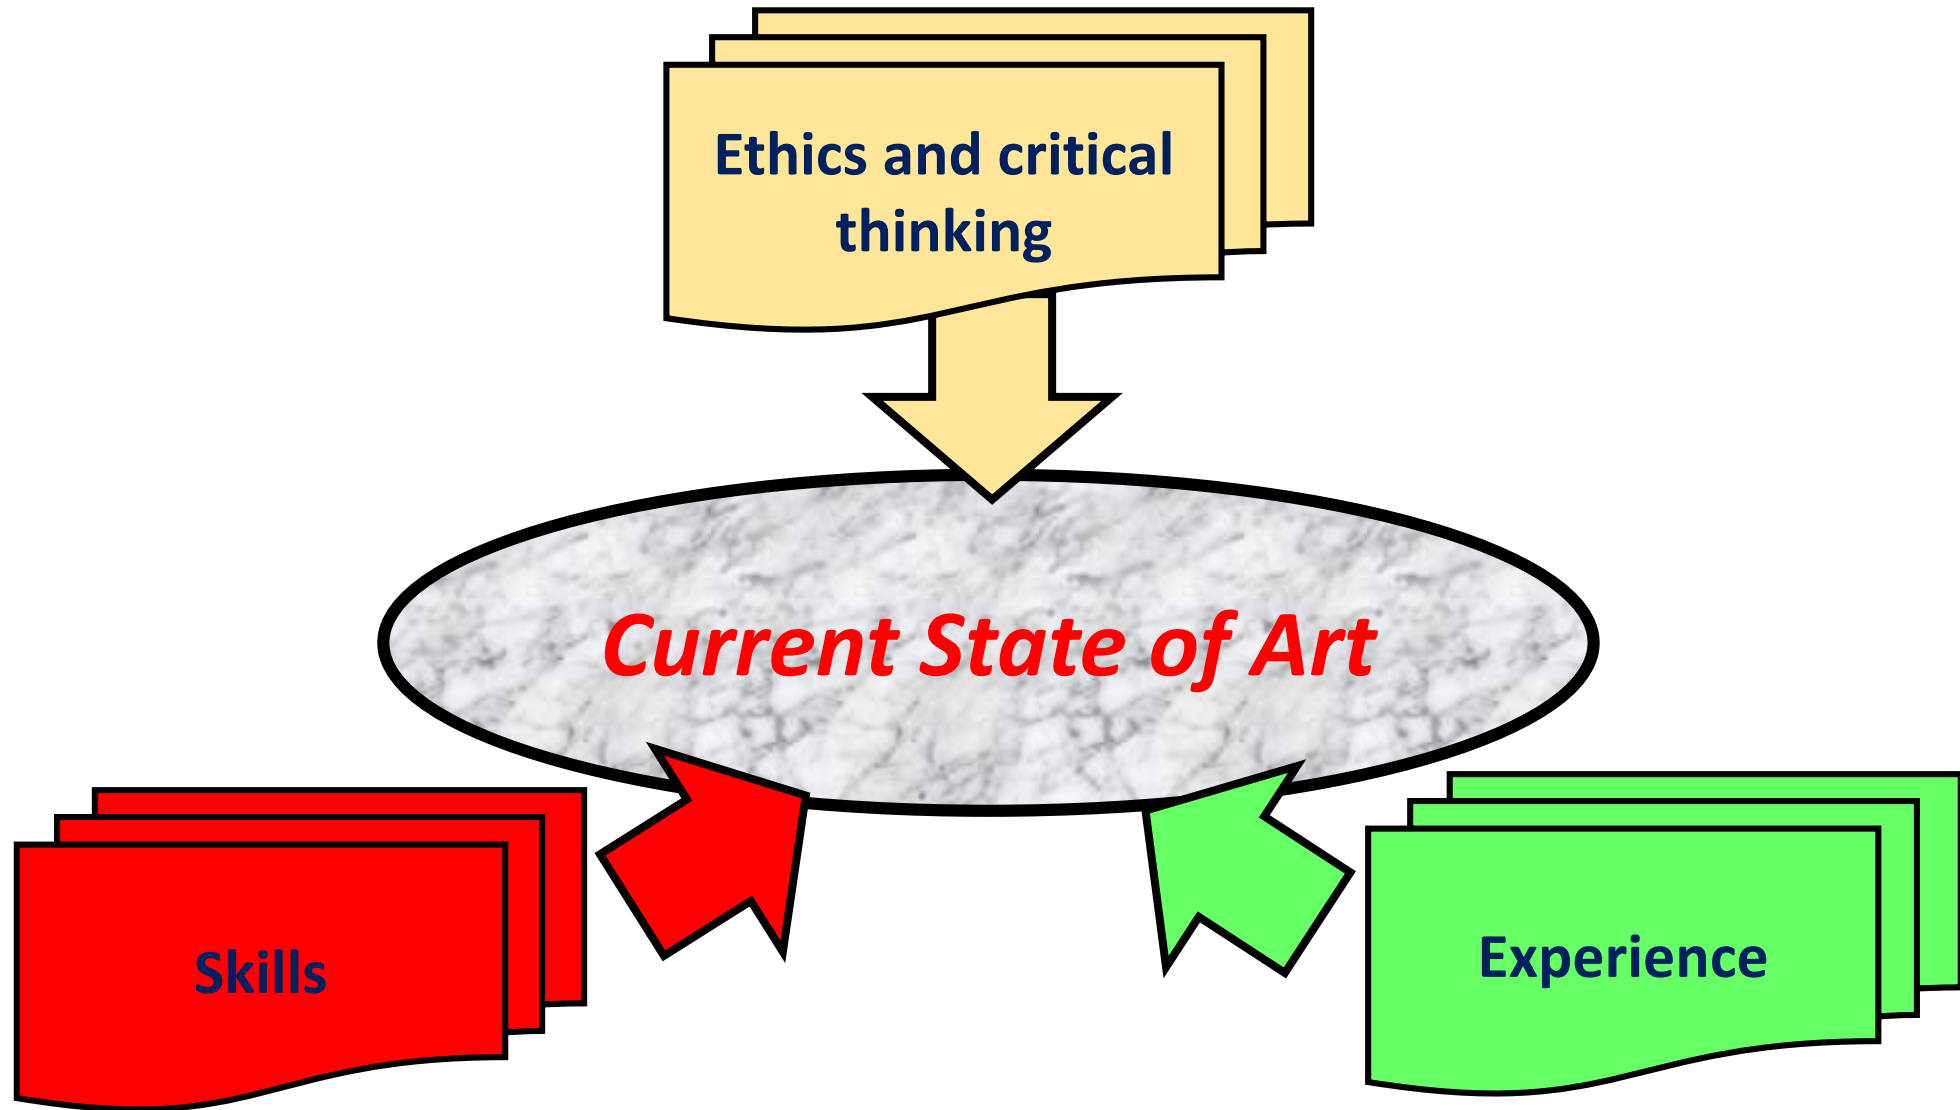 Ethics and critical
thinking
Current State of Art
Skills
Experience